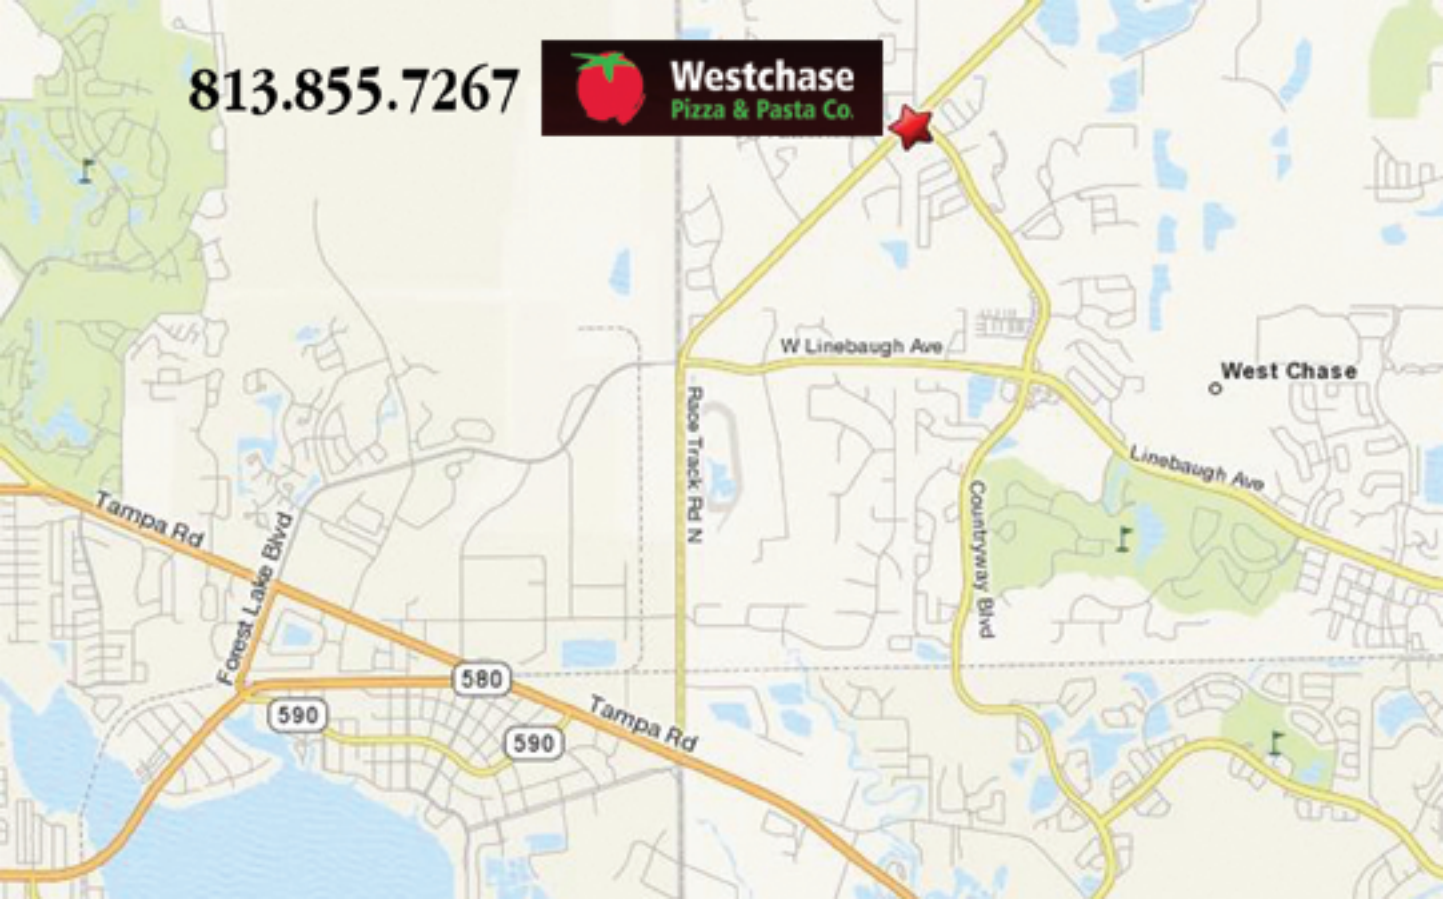 813.855.7267
Westchase
Pizza & Pasta Co.
W Linebaugh Ave
West Chase
Race Track Rd N
Linebaugh Ave
Countryway Blvd
Tampa Rd
Forest Lake Blvd
580
590
590
Tampa Rd